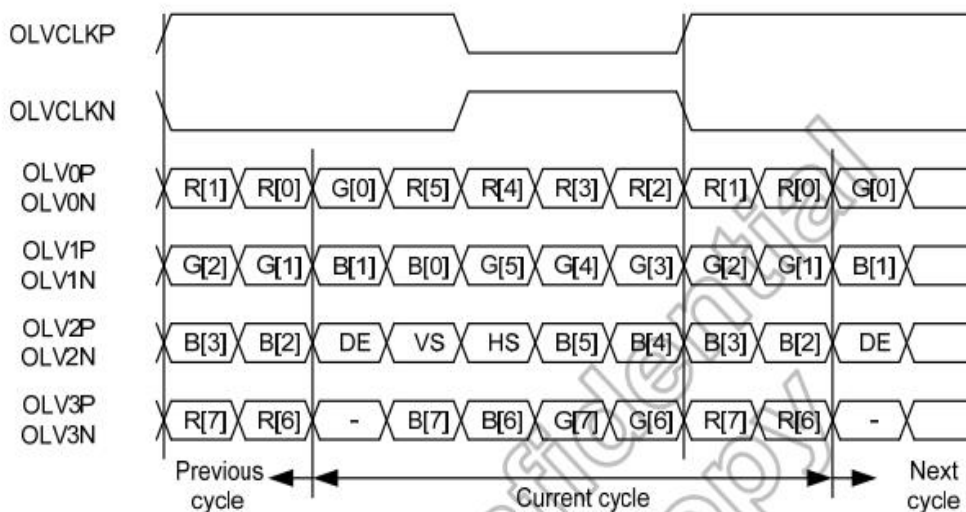 OLVCLKP
OLVCLKN
OLV0P
OLV0N
R[1] R[0] G[0] R[5] R[4] R[3] R[2] R[1] R[0] G[0]
OLV1P
OLV1N
G[2] G[1] B[1] B[0] G[5] G[4] G[3] G[2] G[1] B[1]
OLV2P
OLV2N
B[3] B[2] DE VS HS B[5] B[4] B[3] B[2] DE
OLV3P
OLV3N
R[7] R[6] - B[7] B[6] G[7] G[6] R[7] R[6] -
Previous
cycle
Current cycle
Next
cycle